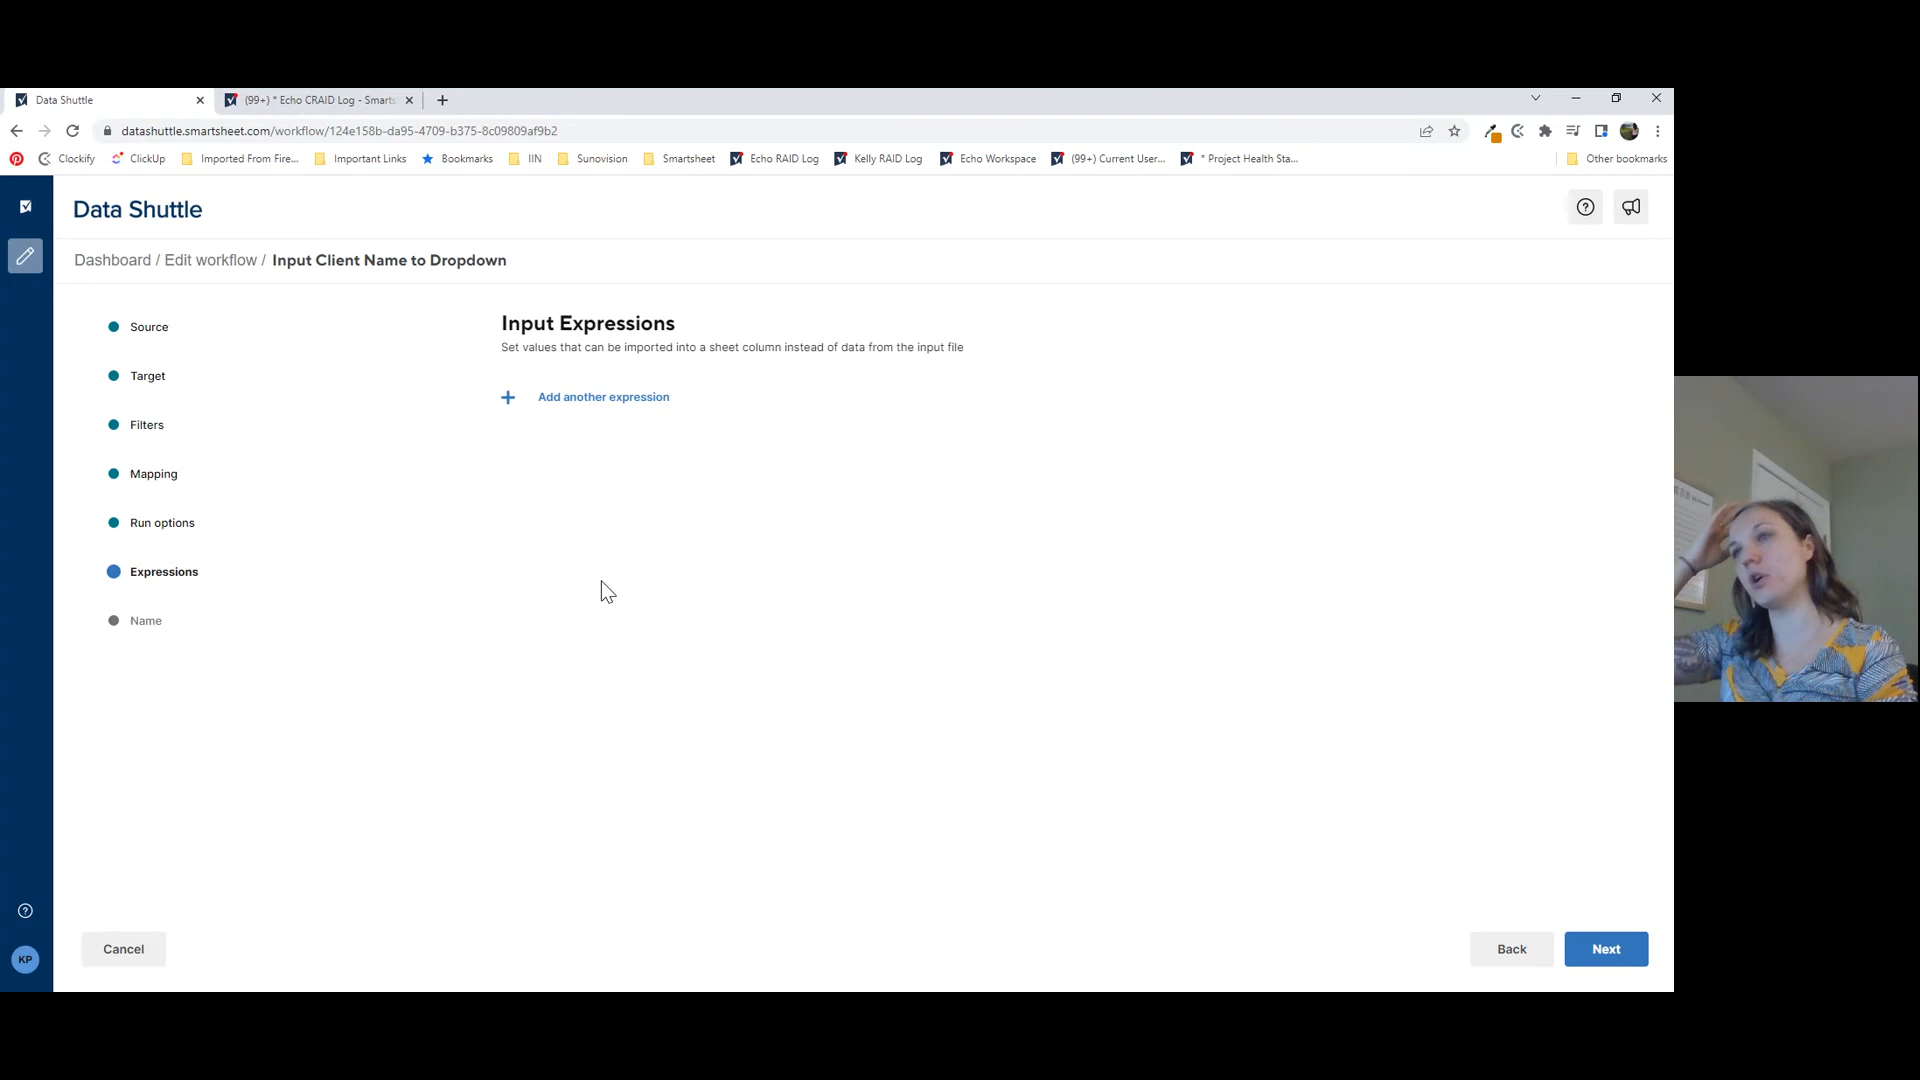 Data Shuttle
(99+) * Echo CRAID Log - Smarts
datashuttle.smartsheet.com/workflow/124e158b-da95-4709-b375-8c09809af9b2
Clockify
ClickUp
Imported From Fire...
Important Links
Bookmarks
IIN
Sunovision
Smartsheet
Echo RAID Log
Kelly RAID Log
Echo Workspace
(99+) Current User...
* Project Health Sta...
Other bookmarks
Data Shuttle
Dashboard / Edit workflow / Input Client Name to Dropdown
Source
Target
Filters
Mapping
Run options
Expressions
Name
Input Expressions
Set values that can be imported into a sheet column instead of data from the input file
+ Add another expression
KP
Cancel
Back
Next